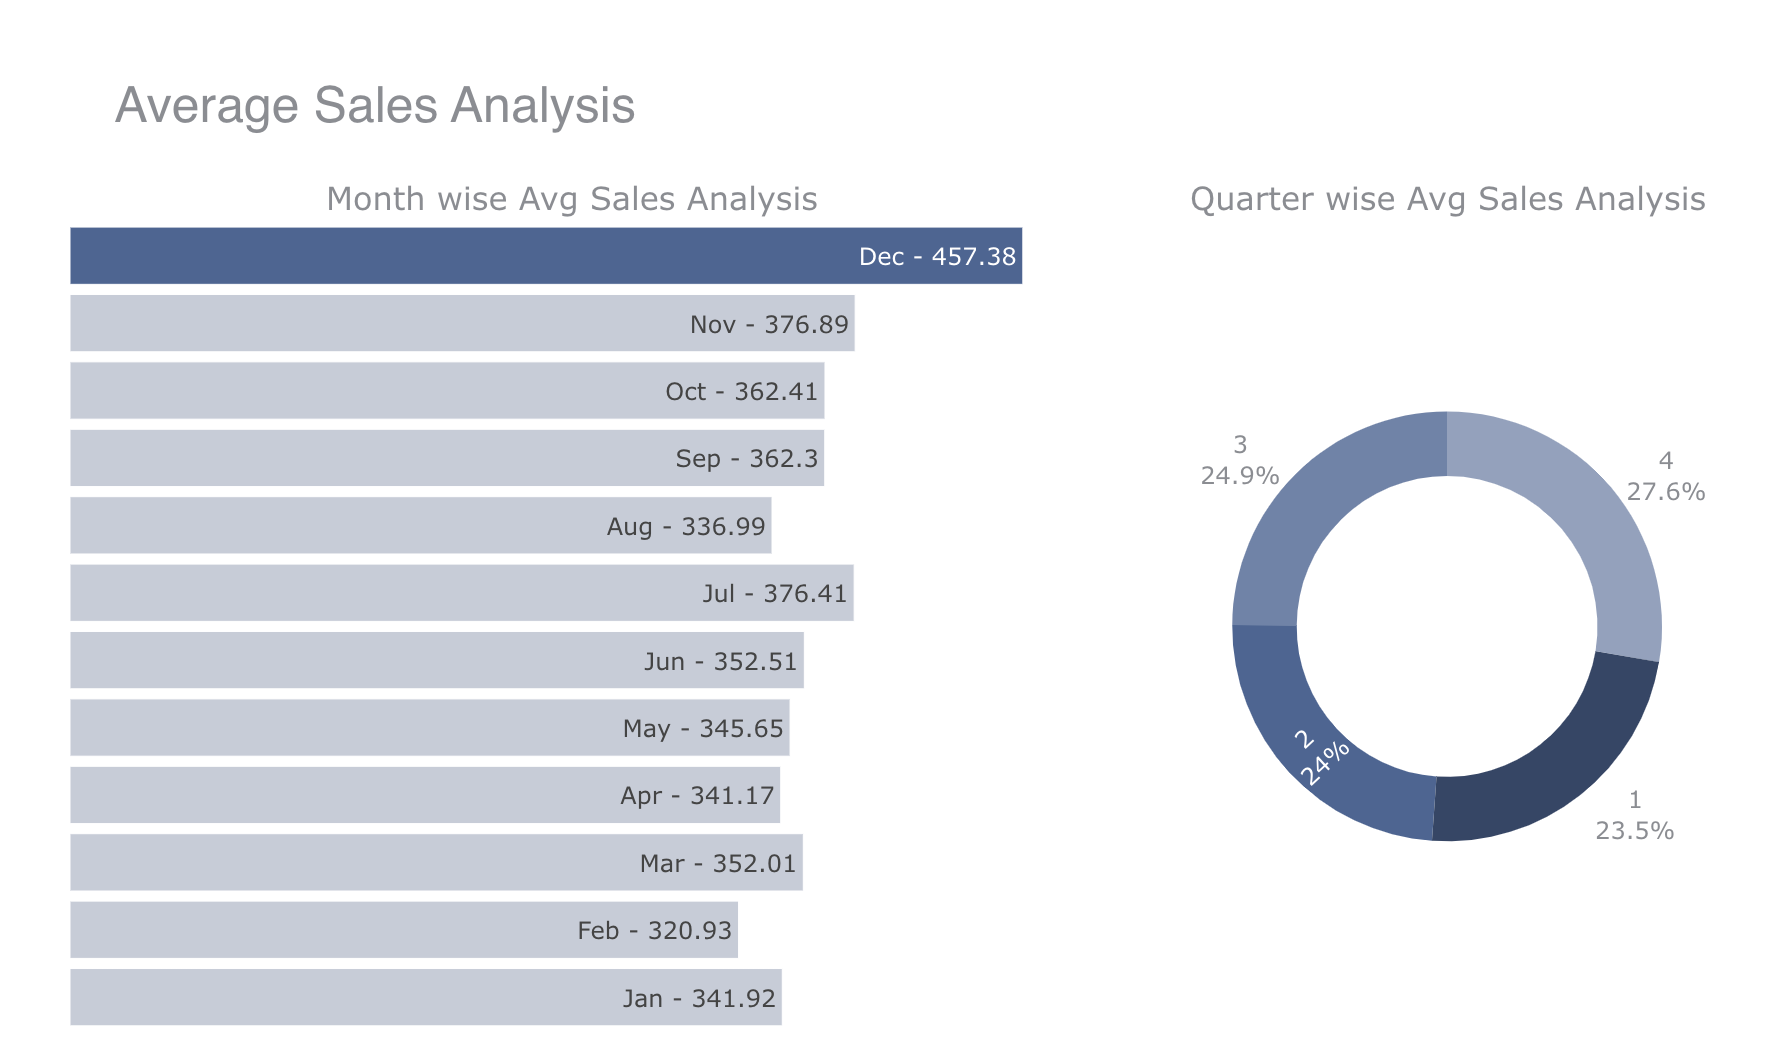 Average Sales Analysis
Month wise Avg Sales Analysis
Dec - 457.38
Nov - 376.89
Oct - 362.41
Sep - 362.3
Aug - 336.99
Jul - 376.41
Jun - 352.51
May - 345.65
Apr - 341.17
Mar - 352.01
Feb - 320.93
Jan - 341.92
Quarter wise Avg Sales Analysis
3
24.9%
4
27.6%
2
24%
1
23.5%